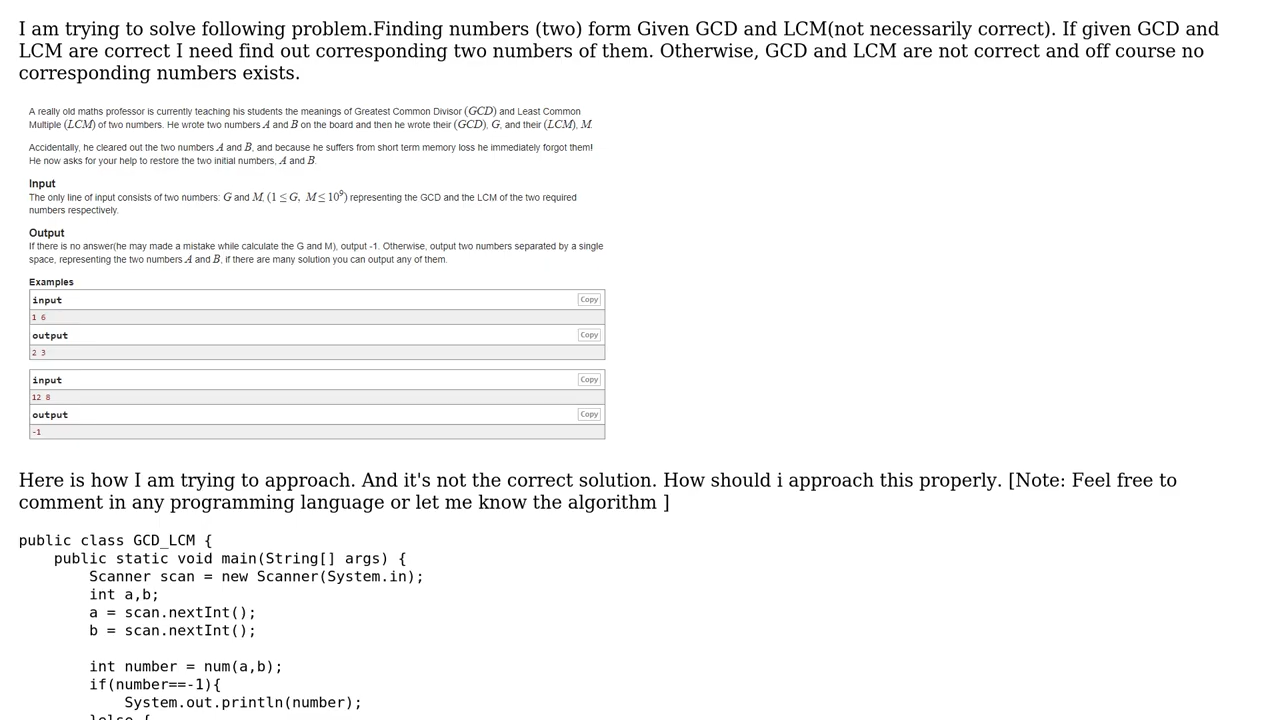 I am trying to solve following problem.Finding numbers (two) form Given GCD and LCM(not necessarily correct). If given GCD and
LCM are correct I need find out corresponding two numbers of them. Otherwise, GCD and LCM are not correct and off course no
corresponding numbers exists.
A really old maths professor is currently teaching his students the meanings of Greatest Common Divisor (GCD) and Least Common
Multiple (LCM) of two numbers. He wrote two numbers A and B on the board and then he wrote their (GCD), G, and their (LCM), M.
Accidentally, he cleared out the two numbers A and B, and because he suffers from short term memory loss he immediately forgot them!
He now asks for your help to restore the two initial numbers, A and B.
Input
The only line of input consists of two numbers: G and M, (1 ≤ G, M ≤ 10⁹) representing the GCD and the LCM of the two required
numbers respectively.
Output
If there is no answer(he may made a mistake while calculate the G and M), output -1. Otherwise, output two numbers separated by a single
space, representing the two numbers A and B, if there are many solution you can output any of them.
Examples
input Copy
1 6
output Copy
2 3
input Copy
12 8
output Copy
-1
Here is how I am trying to approach. And it's not the correct solution. How should i approach this properly. [Note: Feel free to
comment in any programming language or let me know the algorithm ]
public class GCD_LCM {
    public static void main(String[] args) {
        Scanner scan = new Scanner(System.in);
        int a,b;
        a = scan.nextInt();
        b = scan.nextInt();
        int number = num(a,b);
        if(number==-1){
            System.out.println(number);
        }else {